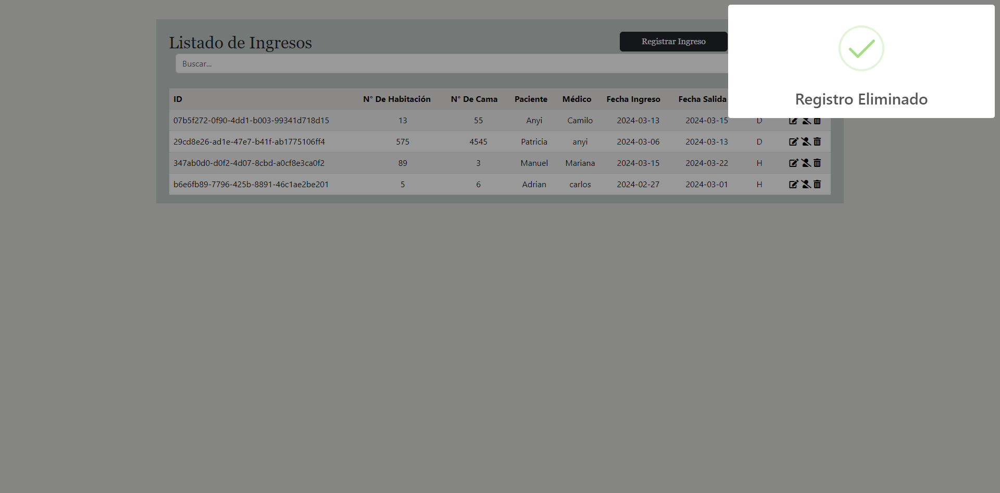 Listado de Ingresos
Registrar Ingreso
Buscar...
Registro Eliminado
ID N° De Habitación N° De Cama Paciente Médico Fecha Ingreso Fecha Salida
07b5f272-0f90-4dd1-b003-99341d718d15 13 55 Anyi Camilo 2024-03-13 2024-03-15 D
29cd8e26-ad1e-47e7-b41f-ab1775106ff4 575 4545 Patricia anyi 2024-03-06 2024-03-13 D
347ab0d0-d0f2-4d07-8cbd-a0cf8e3ca0f2 89 3 Manuel Mariana 2024-03-15 2024-03-22 H
b6e6fb89-7796-425b-8891-46c1ae2be201 5 6 Adrian carlos 2024-02-27 2024-03-01 H